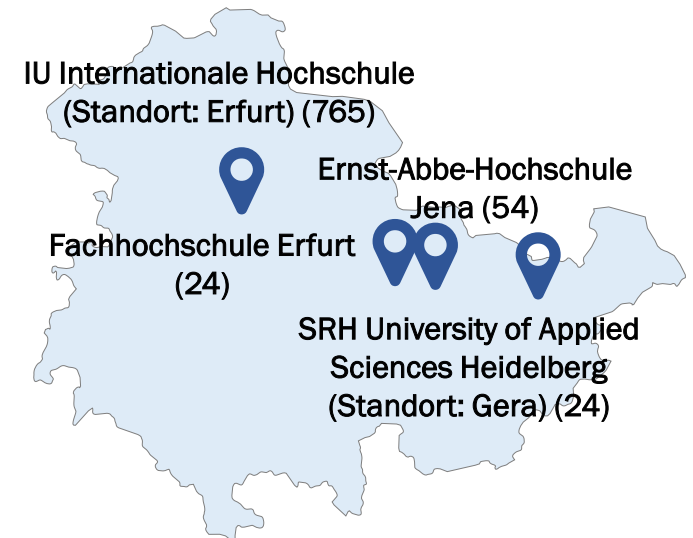 IU Internationale Hochschule
(Standort: Erfurt) (765)
Ernst-Abbe-Hochschule
Jena (54)
Fachhochschule Erfurt
(24)
SRH University of Applied
Sciences Heidelberg
(Standort: Gera) (24)